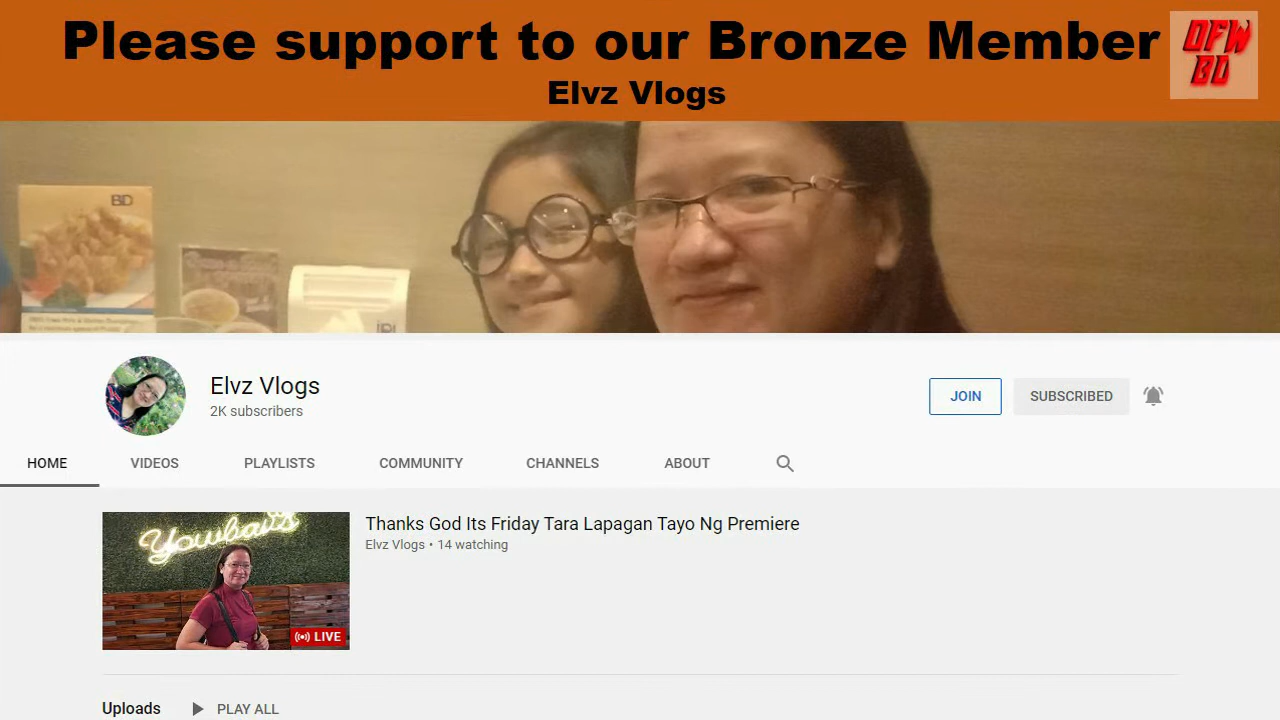 Please support to our Bronze Member
Elvz Vlogs
OFW
BD
BD
Elvz Vlogs
2K subscribers
JOIN
SUBSCRIBED
HOME
VIDEOS
PLAYLISTS
COMMUNITY
CHANNELS
ABOUT
Yowbai's
LIVE
Thanks God Its Friday Tara Lapagan Tayo Ng Premiere
Elvz Vlogs • 14 watching
Uploads
PLAY ALL